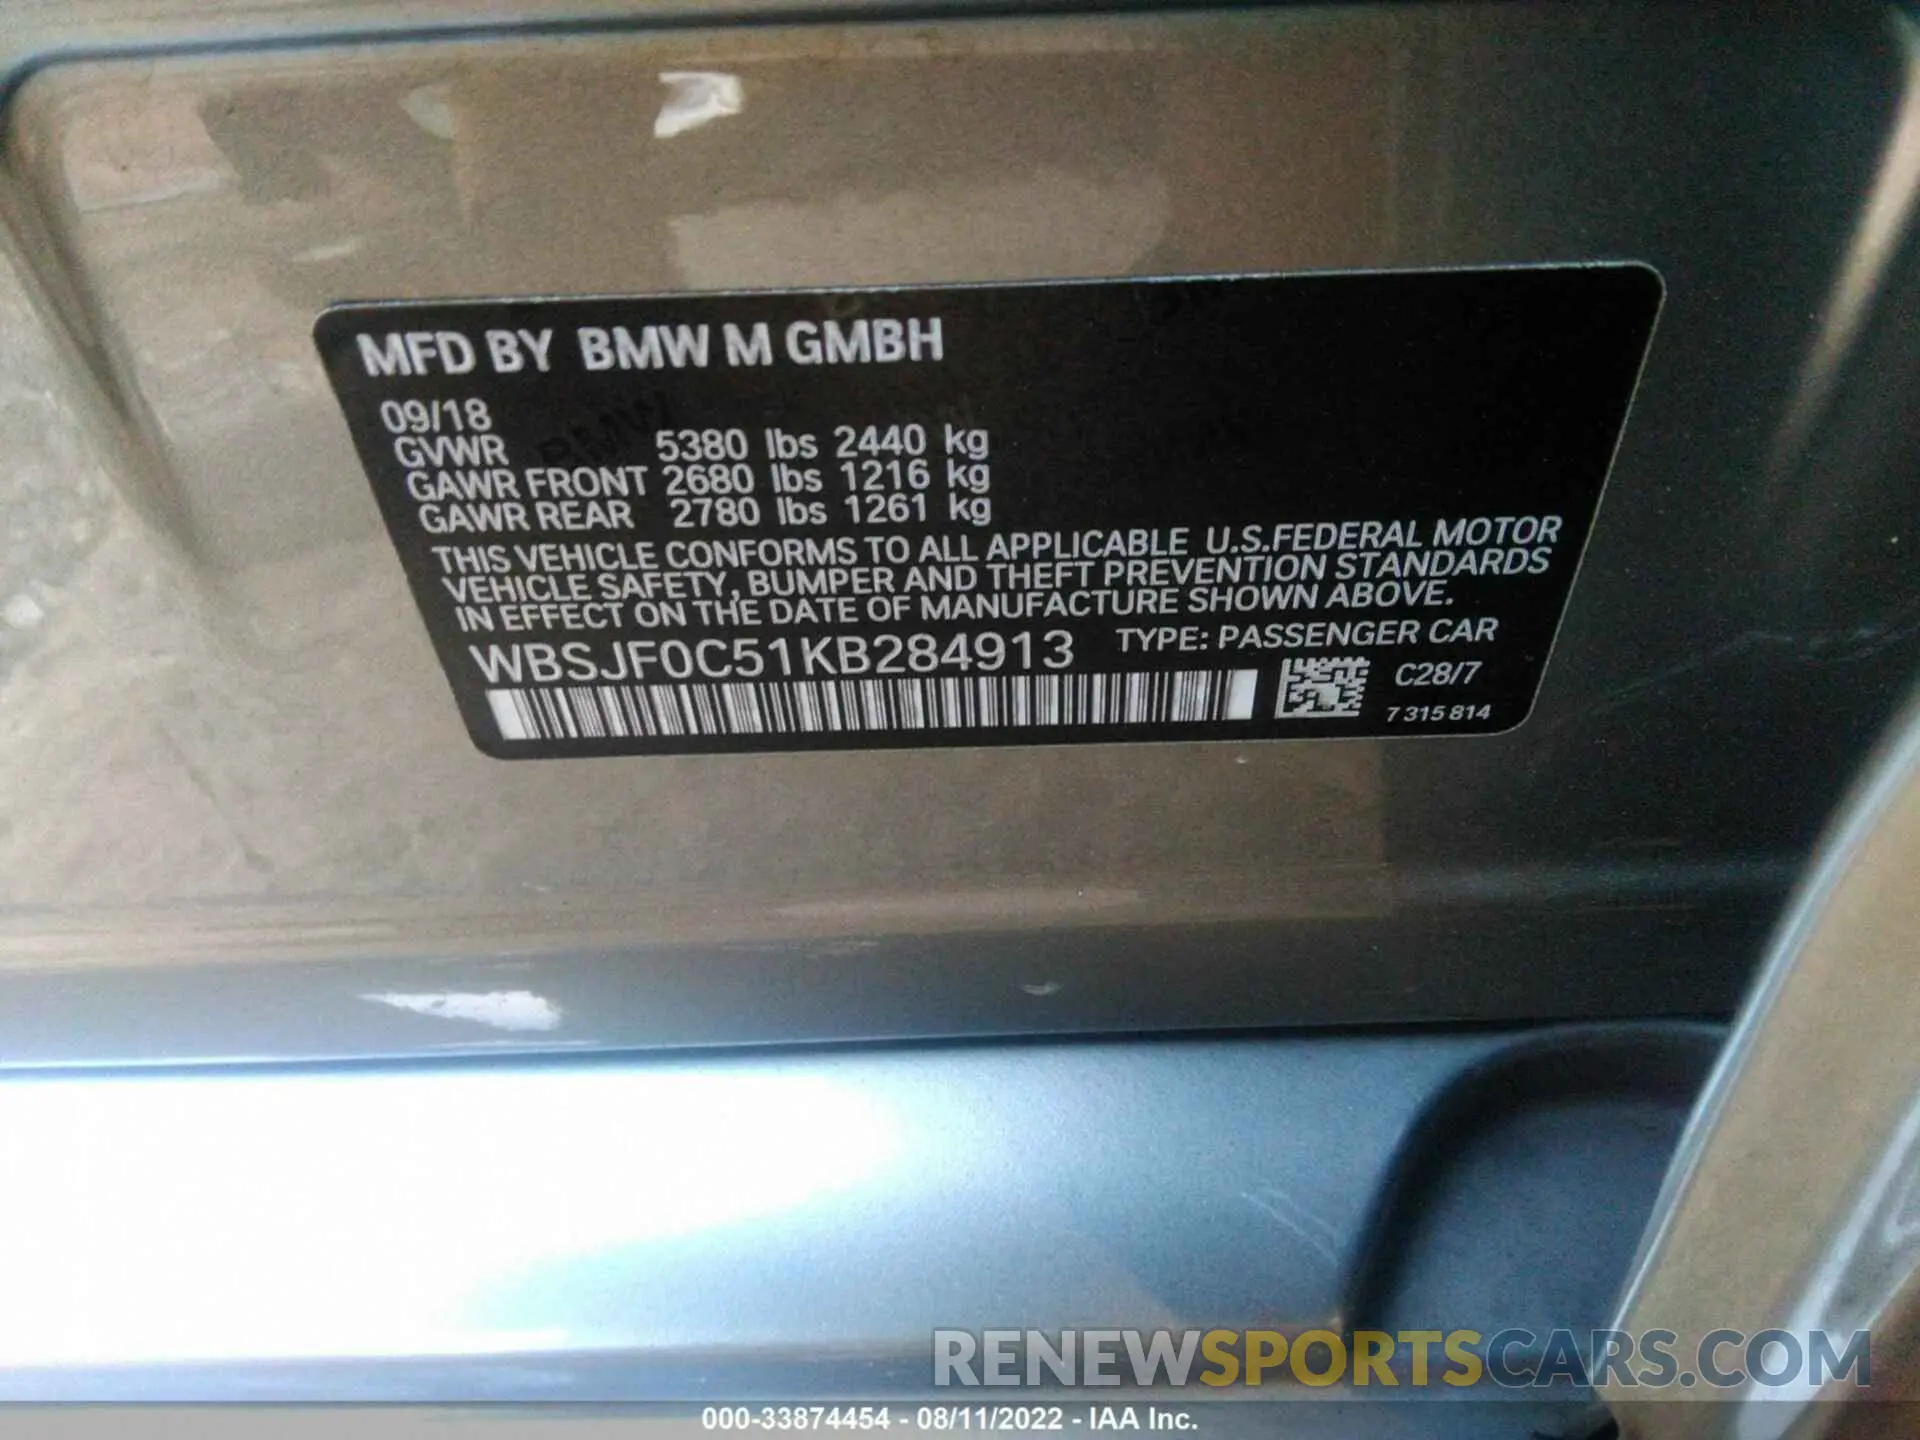 MFD BY BMW M GMBH
09/18
GVWR 5380 lbs 2440 kg
GAWR FRONT 2680 lbs 1216 kg
GAWR REAR 2780 lbs 1261 kg
THIS VEHICLE CONFORMS TO ALL APPLICABLE U.S.FEDERAL MOTOR
VEHICLE SAFETY, BUMPER AND THEFT PREVENTION STANDARDS
IN EFFECT ON THE DATE OF MANUFACTURE SHOWN ABOVE.
WBSJF0C51KB284913 TYPE: PASSENGER CAR
C28/7
7 315 814
RENEWSPORTSCARS.COM
000-33874454 - 08/11/2022 - IAA Inc.